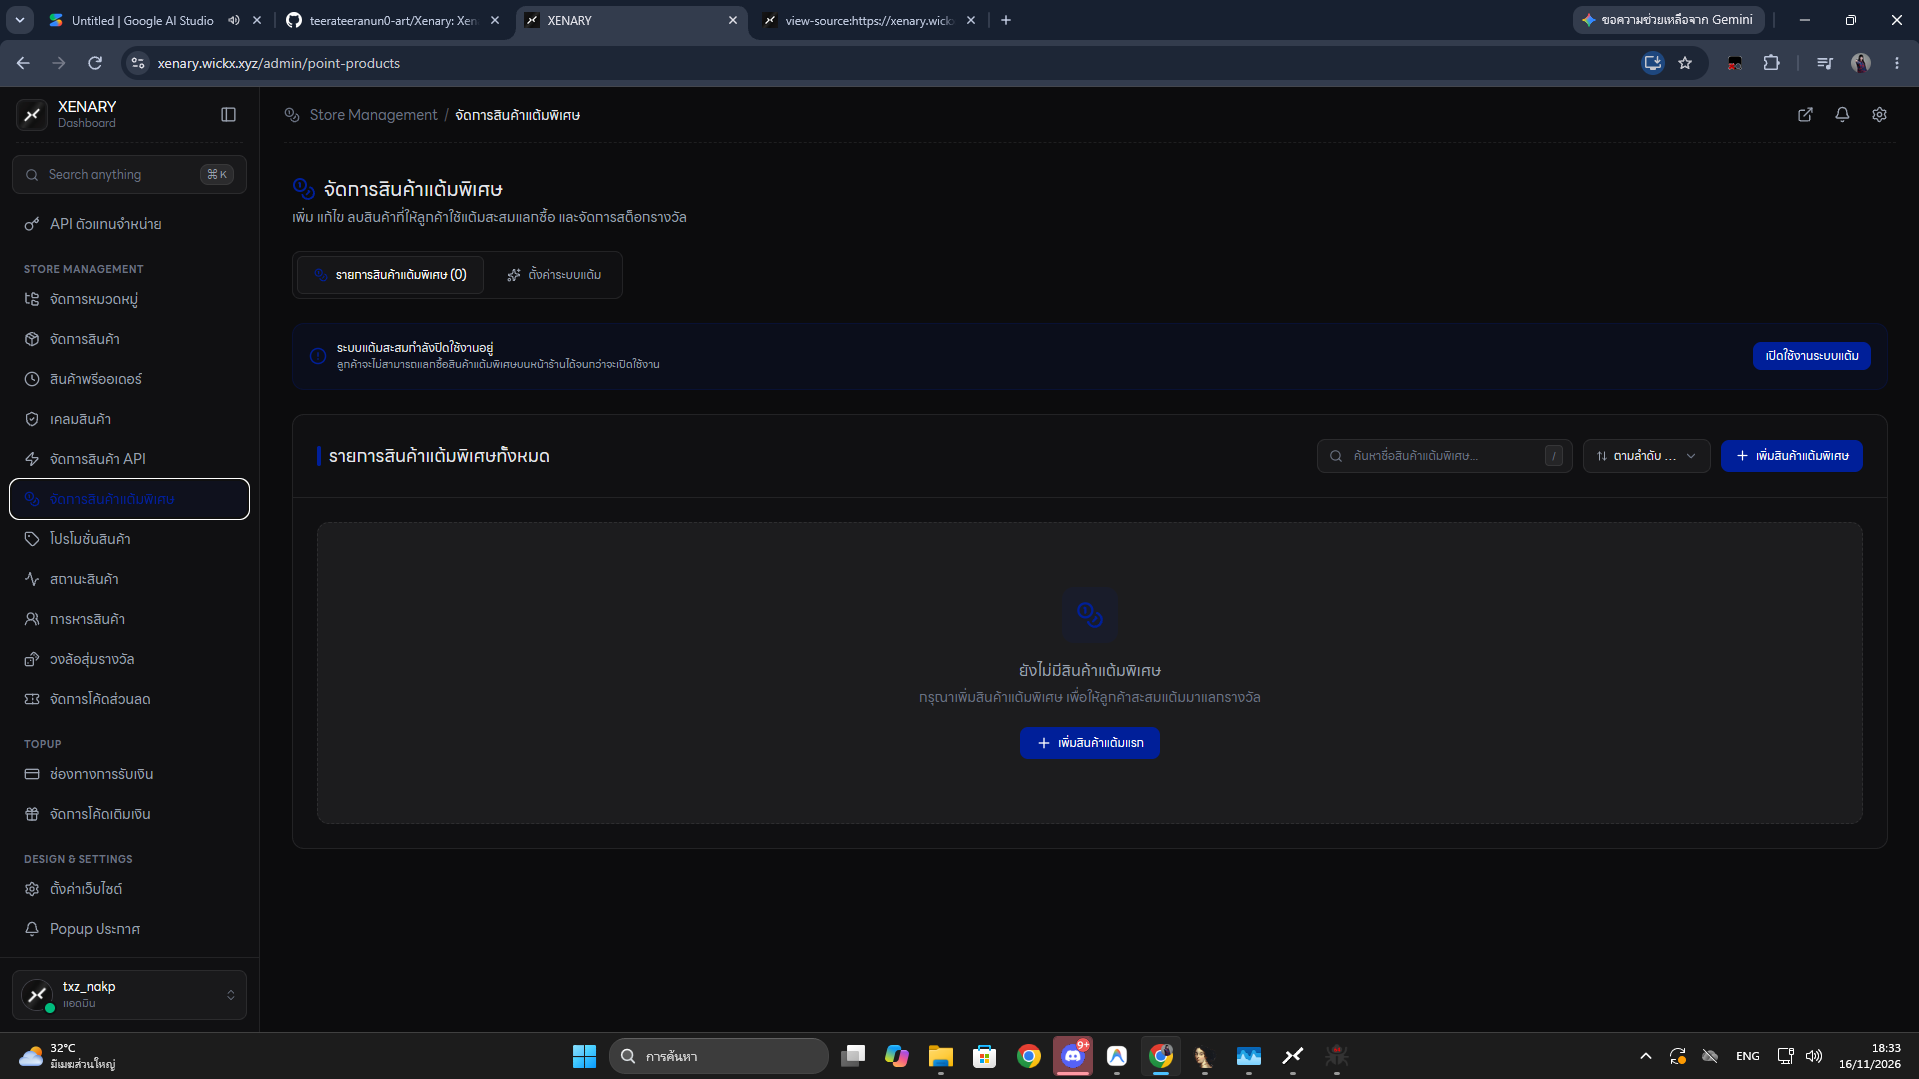 Untitled | Google AI Studio
teerateeranun0-art/Xenary: Xen
XENARY
view-source:https://xenary.wick
ขอความช่วยเหลือจาก Gemini
xenary.wickx.xyz/admin/point-products
XENARY
Dashboard
Search anything
⌘ K
API ตัวแทนจำหน่าย
STORE MANAGEMENT
จัดการหมวดหมู่
จัดการสินค้า
สินค้าพรีออเดอร์
เคลมสินค้า
จัดการสินค้า API
จัดการสินค้าแต้มพิเศษ
โปรโมชั่นสินค้า
สถานะสินค้า
การหารสินค้า
วงล้อสุ่มรางวัล
จัดการโค้ดส่วนลด
TOPUP
ช่องทางการรับเงิน
จัดการโค้ดเติมเงิน
DESIGN & SETTINGS
ตั้งค่าเว็บไซต์
Popup ประกาศ
txz_nakp
แอดมิน
Store Management / จัดการสินค้าแต้มพิเศษ
จัดการสินค้าแต้มพิเศษ
เพิ่ม แก้ไข ลบสินค้าที่ให้ลูกค้าใช้แต้มสะสมแลกซื้อ และจัดการสต็อกรางวัล
รายการสินค้าแต้มพิเศษ (0)
ตั้งค่าระบบแต้ม
ระบบแต้มสะสมกำลังปิดใช้งานอยู่
ลูกค้าจะไม่สามารถแลกซื้อสินค้าแต้มพิเศษบนหน้าร้านได้จนกว่าจะเปิดใช้งาน
เปิดใช้งานระบบแต้ม
รายการสินค้าแต้มพิเศษทั้งหมด
ค้นหาชื่อสินค้าแต้มพิเศษ...
/
ตามลำดับ ...
เพิ่มสินค้าแต้มพิเศษ
ยังไม่มีสินค้าแต้มพิเศษ
กรุณาเพิ่มสินค้าแต้มพิเศษ เพื่อให้ลูกค้าสะสมแต้มมาแลกรางวัล
เพิ่มสินค้าแต้มแรก
32°C
มีเมฆส่วนใหญ่
การค้นหา
9+
ENG
18:33
16/11/2026